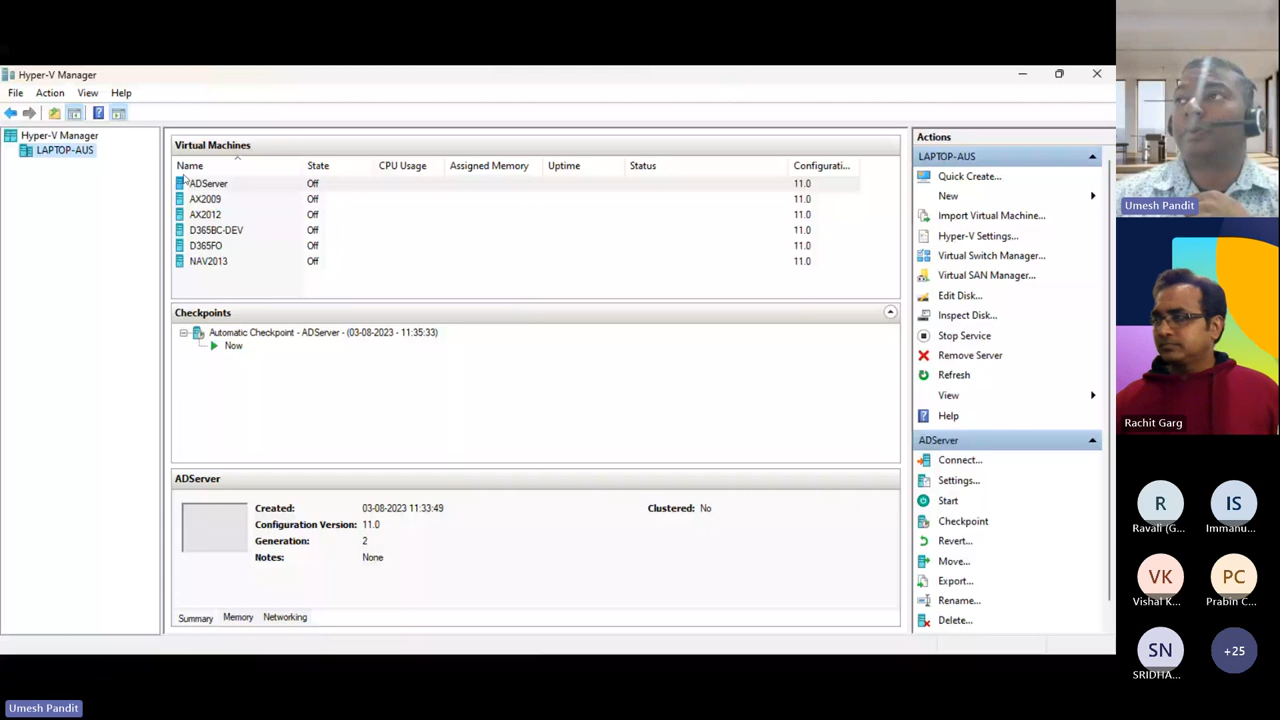 Hyper-V Manager
File Action View Help
Hyper-V Manager
LAPTOP-AUS
Virtual Machines
Name State CPU Usage Assigned Memory Uptime Status Configurati...
ADServer Off 11.0
AX2009 Off 11.0
AX2012 Off 11.0
D365BC-DEV Off 11.0
D365FO Off 11.0
NAV2013 Off 11.0
Checkpoints
Automatic Checkpoint - ADServer - (03-08-2023 - 11:35:33)
Now
ADServer
Created: 03-08-2023 11:33:49 Clustered: No
Configuration Version: 11.0
Generation: 2
Notes: None
Summary Memory Networking
Actions
LAPTOP-AUS
Quick Create...
New
Import Virtual Machine...
Hyper-V Settings...
Virtual Switch Manager...
Virtual SAN Manager...
Edit Disk...
Inspect Disk...
Stop Service
Remove Server
Refresh
View
Help
ADServer
Connect...
Settings...
Start
Checkpoint
Revert...
Move...
Export...
Rename...
Delete...
Umesh Pandit
Rachit Garg
R IS
Ravali (G... Immanu...
VK PC
Vishal K... Prabin C...
SN +25
SRIDHA...
Umesh Pandit